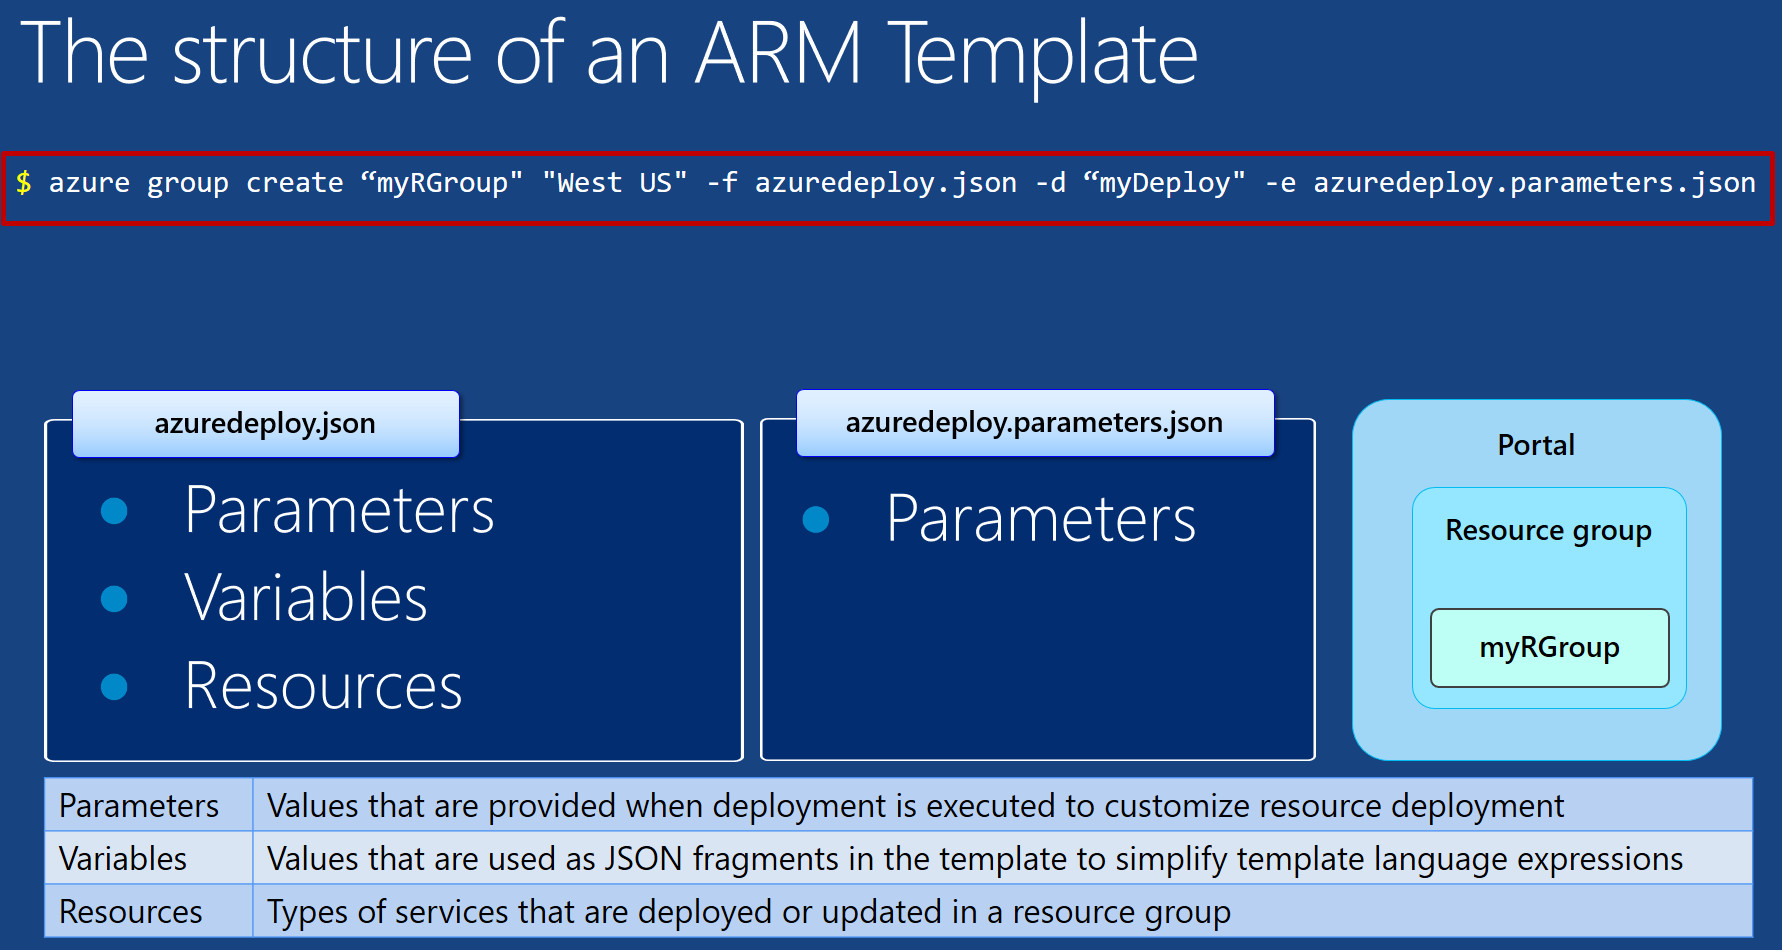 The structure of an ARM Template
$ azure group create “myRGroup" "West US" -f azuredeploy.json -d “myDeploy" -e azuredeploy.parameters.json
azuredeploy.json
Parameters
Variables
Resources
azuredeploy.parameters.json
Parameters
Portal
Resource group
myRGroup
Parameters Values that are provided when deployment is executed to customize resource deployment
Variables Values that are used as JSON fragments in the template to simplify template language expressions
Resources Types of services that are deployed or updated in a resource group